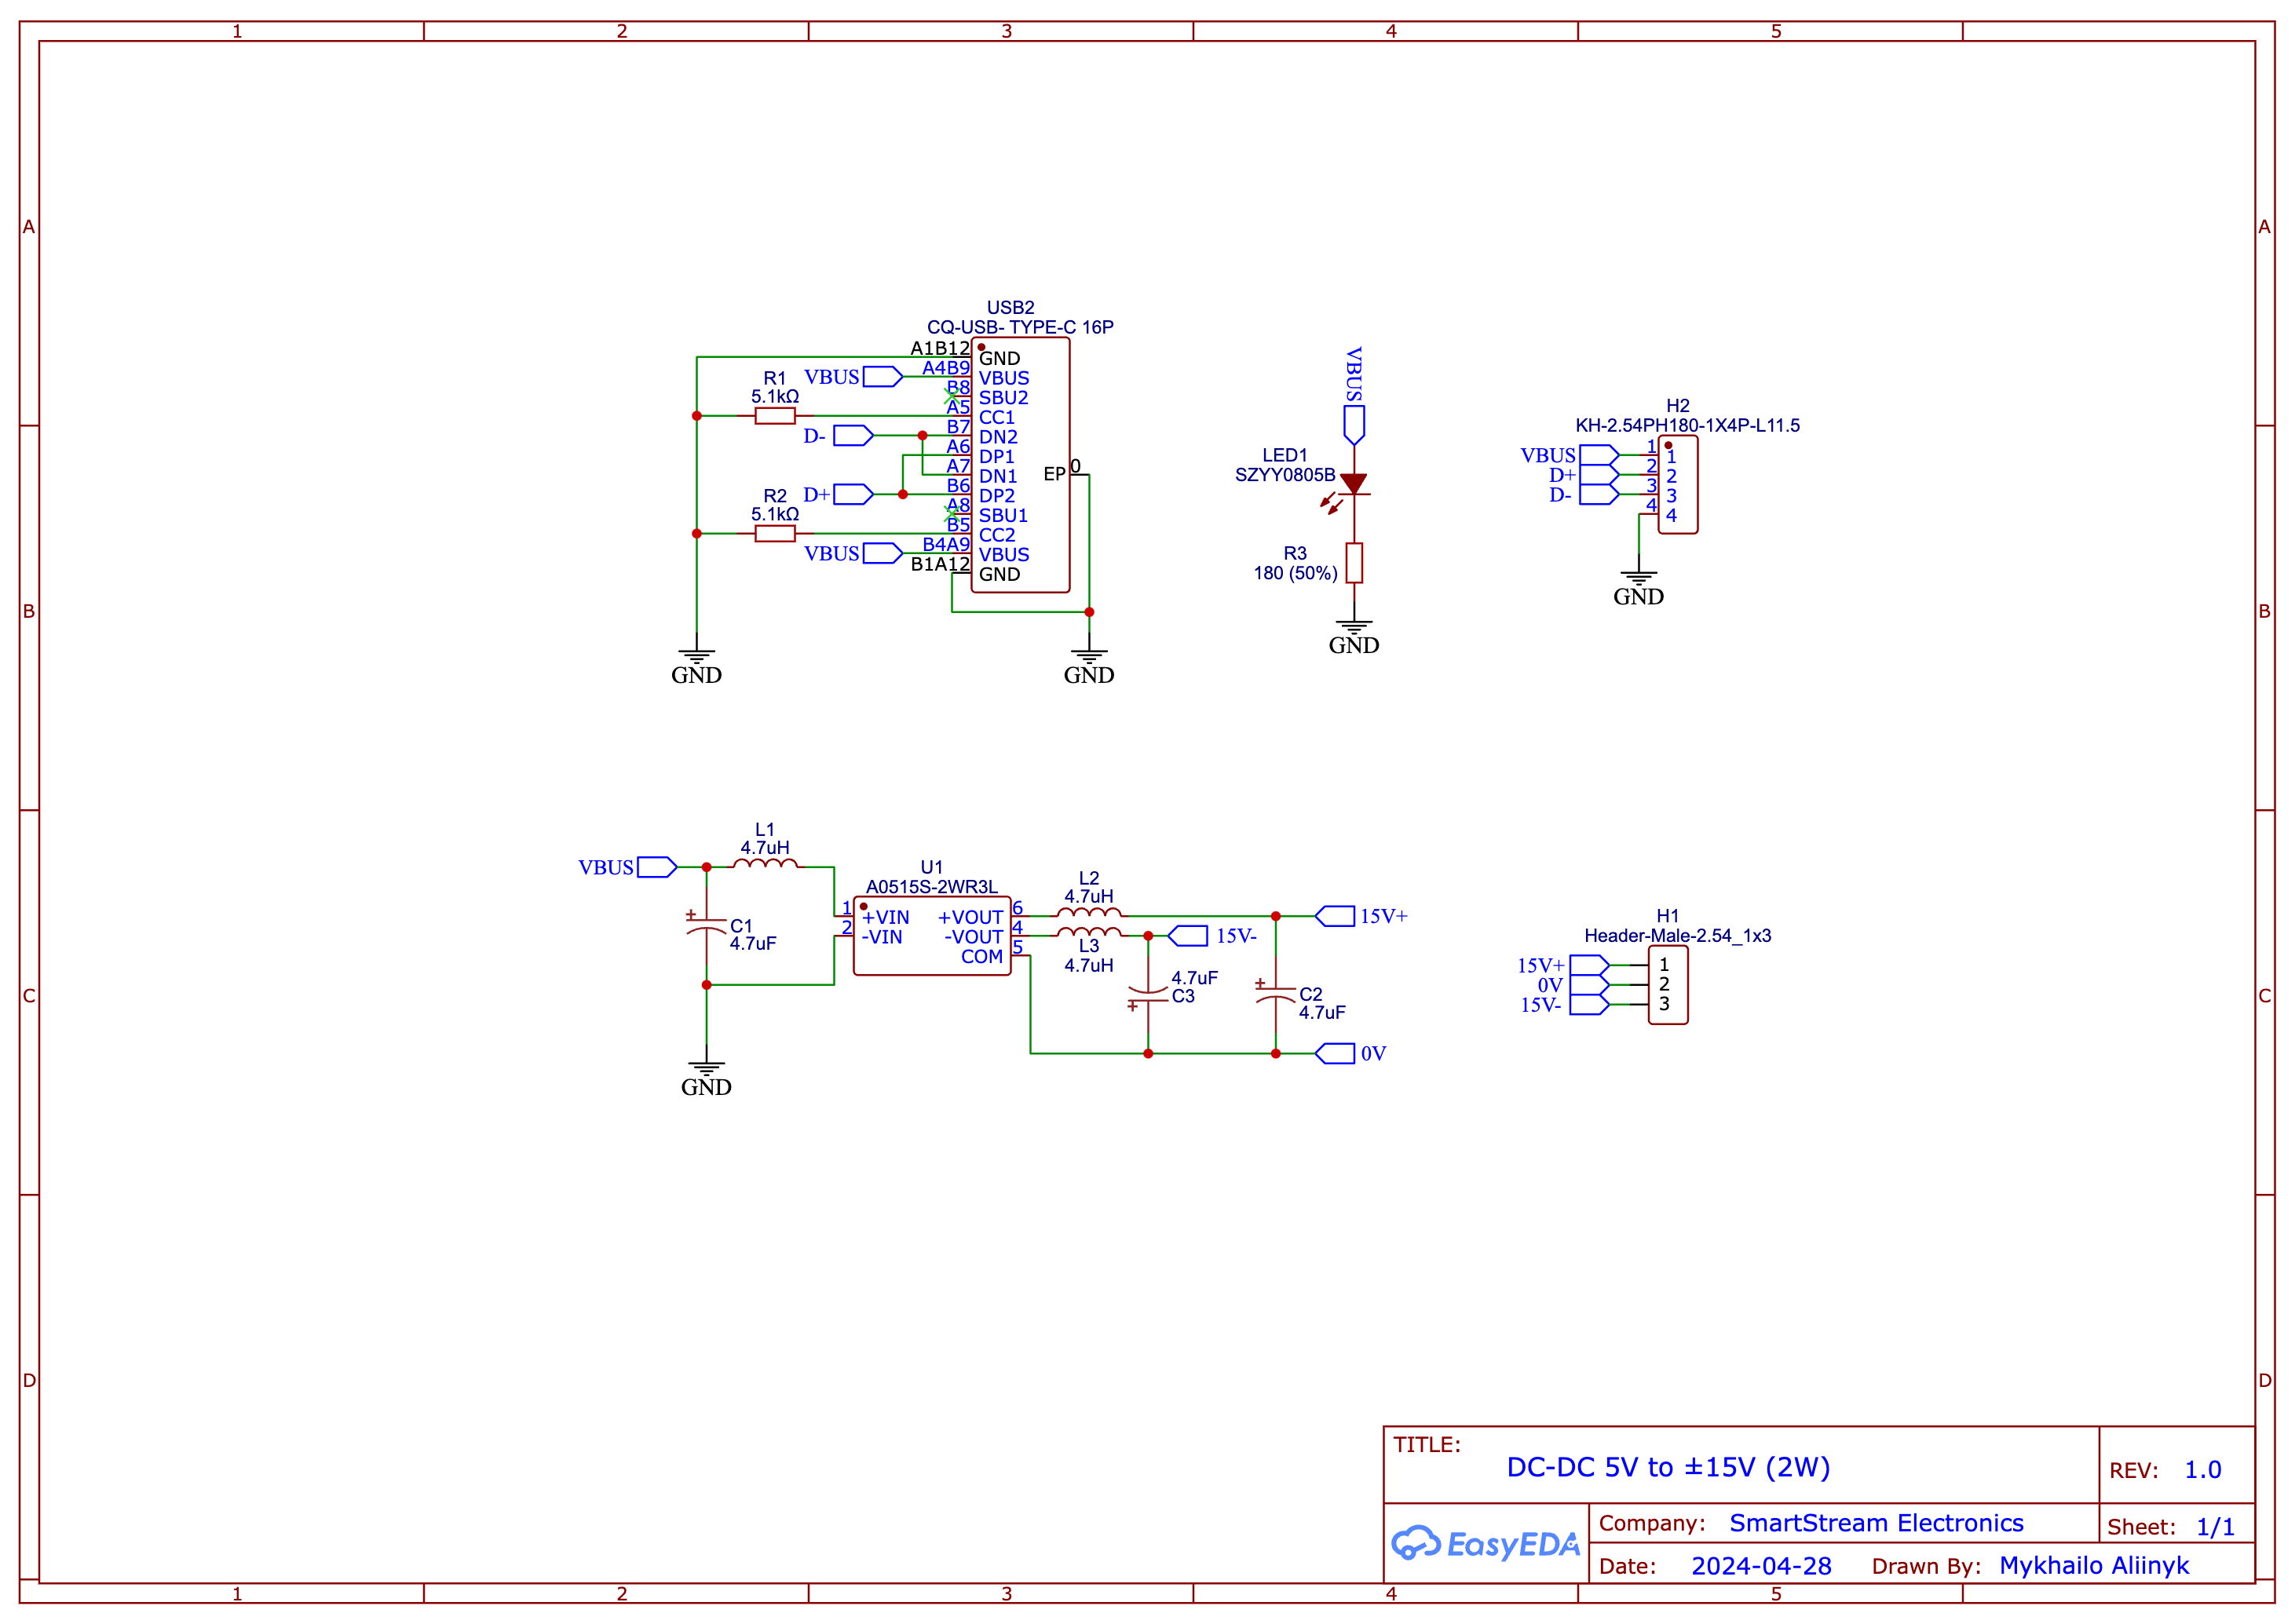 1 2 3 4 5
A A
B B
C C
D D
USB2
CQ-USB- TYPE-C 16P
A1B12 GND
VBUS A4B9 VBUS
B8 SBU2
R1
5.1kΩ
A5 CC1
D- B7 DN2
A6 DP1
A7 DN1
EP 0
D+ B6 DP2
A8 SBU1
R2
5.1kΩ
B5 CC2
VBUS B4A9 VBUS
B1A12 GND
GND GND
VBUS
LED1
SZYY0805B
R3
180 (50%)
GND
H2
KH-2.54PH180-1X4P-L11.5
VBUS 1 1
D+ 2 2
D- 3 3
4 4
GND
L1
4.7uH
VBUS
C1
4.7uF
GND
U1
A0515S-2WR3L
1 +VIN +VOUT 6
2 -VIN -VOUT 4
COM 5
L2
4.7uH
15V+
L3
4.7uH
15V-
4.7uF
C3
C2
4.7uF
0V
H1
Header-Male-2.54_1x3
15V+ 1
0V 2
15V- 3
TITLE:
DC-DC 5V to ±15V (2W)
REV: 1.0
EasyEDA
Company: SmartStream Electronics
Sheet: 1/1
Date: 2024-04-28 Drawn By: Mykhailo Aliinyk
1 2 3 4 5